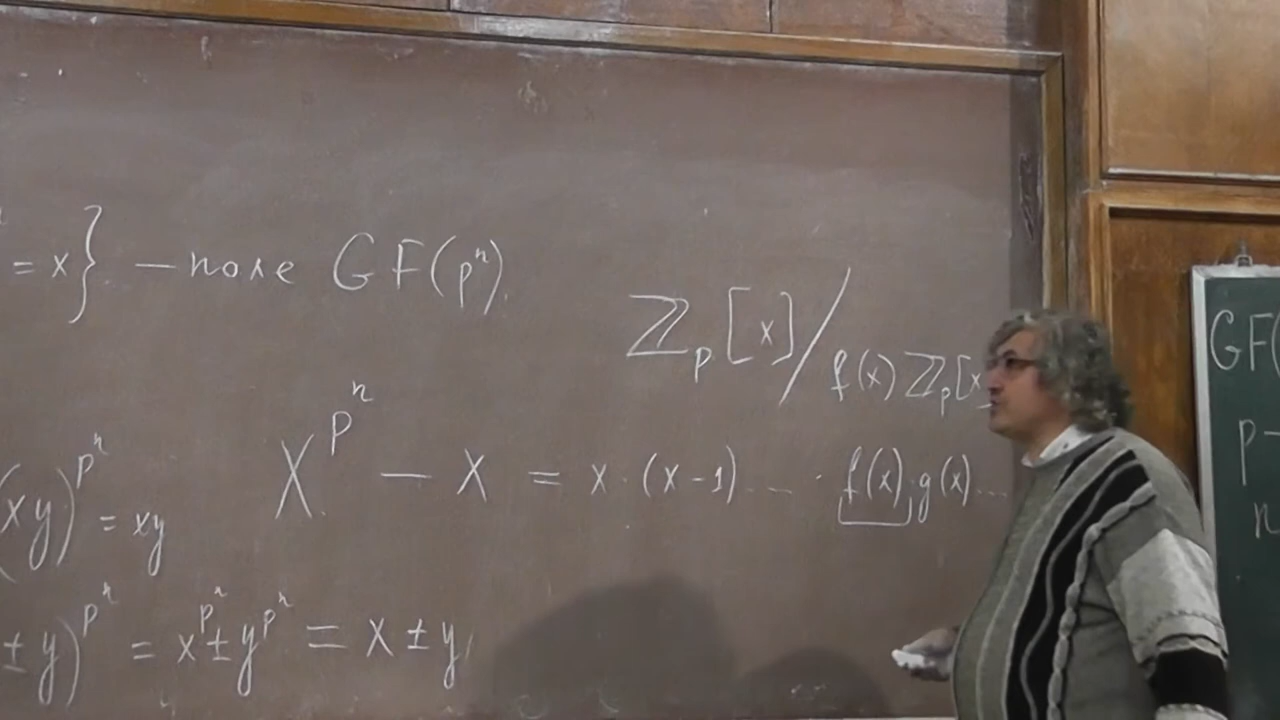 = x} – поле GF(pⁿ).
ℤₚ[x] / f(x)ℤₚ[x
X^{pⁿ} – X = x·(x-1)... · f(x)·g(x)...
(xy)^{pⁿ} = xy
± y)^{pⁿ} = x^{pⁿ} ± y^{pⁿ} = x ± y
GF(
p –
n